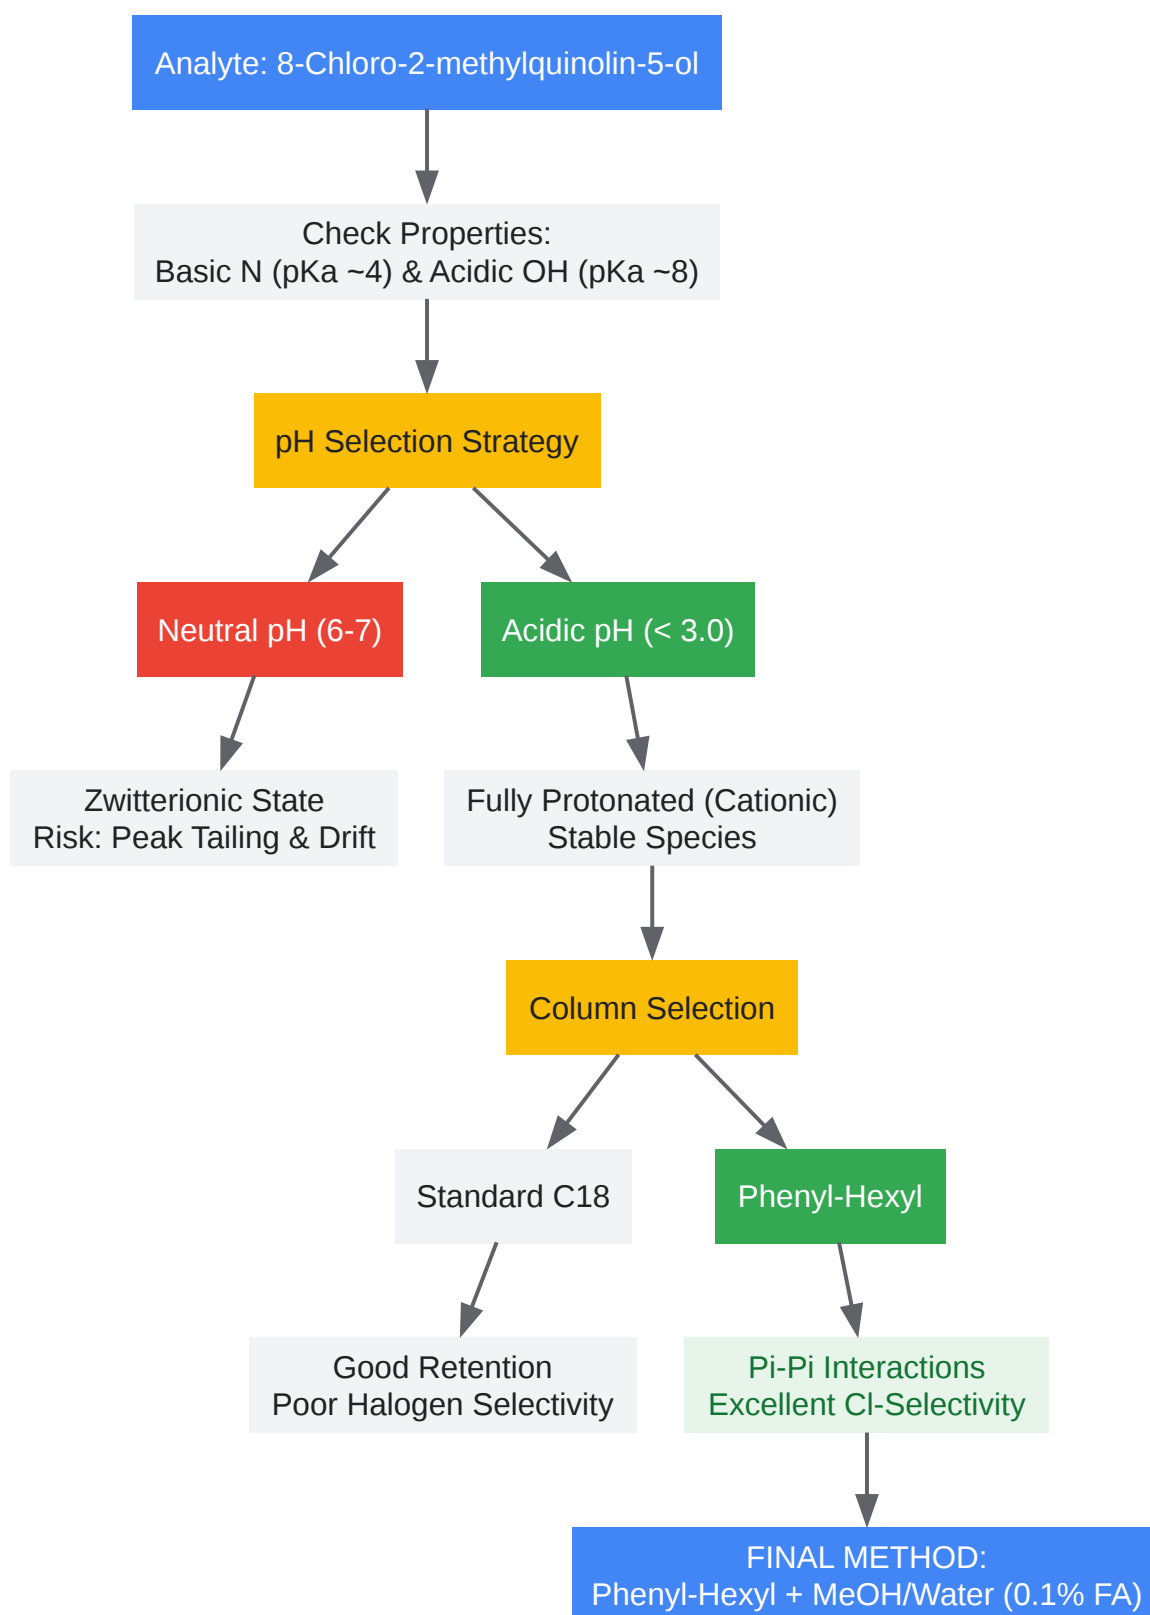 Analyte: 8-Chloro-2-methylquinolin-5-ol
Check Properties:
Basic N (pKa ~4) & Acidic OH (pKa ~8)
pH Selection Strategy
Neutral pH (6-7)
Acidic pH (< 3.0)
Zwitterionic State
Risk: Peak Tailing & Drift
Fully Protonated (Cationic)
Stable Species
Column Selection
Standard C18
Phenyl-Hexyl
Good Retention
Poor Halogen Selectivity
Pi-Pi Interactions
Excellent Cl-Selectivity
FINAL METHOD:
Phenyl-Hexyl + MeOH/Water (0.1% FA)